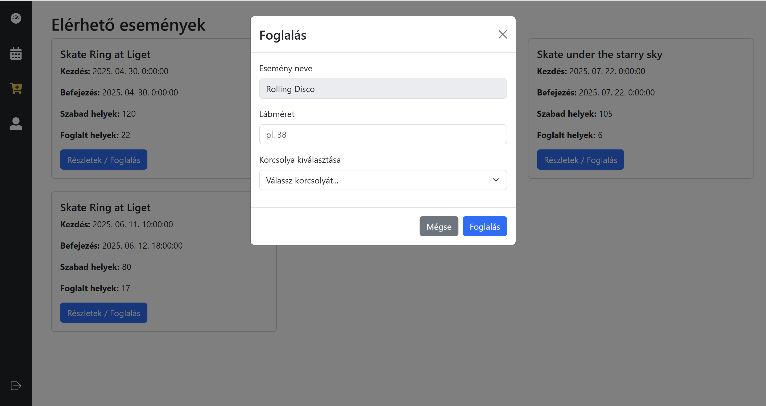 Elérhető események
Skate Ring at Liget
Kezdés: 2025. 04. 30. 0:00:00
Befejezés: 2025. 04. 30. 0:00:00
Szabad helyek: 120
Foglalt helyek: 22
Részletek / Foglalás
Skate Ring at Liget
Kezdés: 2025. 06. 11. 10:00:00
Befejezés: 2025. 06. 12. 18:00:00
Szabad helyek: 80
Foglalt helyek: 17
Részletek / Foglalás
Foglalás
Esemény neve
Rolling Disco
Lábméret
pl. 38
Korcsolya kiválasztása
Válassz korcsolyát...
Mégse
Foglalás
Skate under the starry sky
Kezdés: 2025. 07. 22. 0:00:00
Befejezés: 2025. 07. 22. 0:00:00
Szabad helyek: 105
Foglalt helyek: 6
Részletek / Foglalás